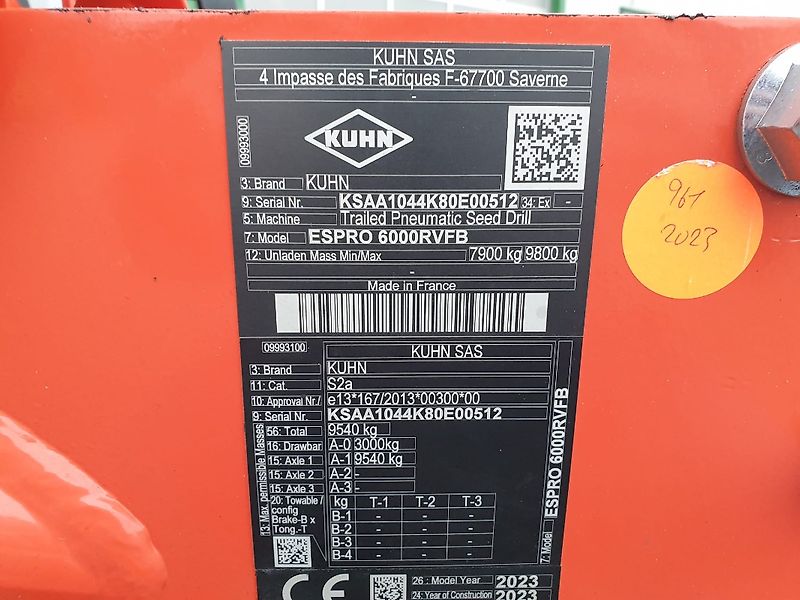 KUHN SAS
4 Impasse des Fabriques F-67700 Saverne
-
09993000
KUHN
3: Brand KUHN
9: Serial Nr. KSAA1044K80E00512 34: Ex -
5: Machine Trailed Pneumatic Seed Drill
7: Model ESPRO 6000RVFB
12: Unladen Mass Min/Max 7900 kg 9800 kg
-
Made in France
09993100 KUHN SAS
3: Brand KUHN
11: Cat. S2a
10: Approval Nr./ e13*167/2013*00300*00
9: Serial Nr. KSAA1044K80E00512
13: Max. permissible Masses
56: Total 9540 kg
16: Drawbar A-0 3000kg
15: Axle 1 A-1 9540 kg
15: Axle 2 A-2 -
15: Axle 3 A-3 -
20: Towable / config Brake-B x Tong.-T
kg T-1 T-2 T-3
B-1 - - -
B-2 - - -
B-3 - - -
B-4 - - -
7: Model ESPRO 6000RVFB
CE
26: Model Year 2023
24: Year of Construction 2023
961
2023